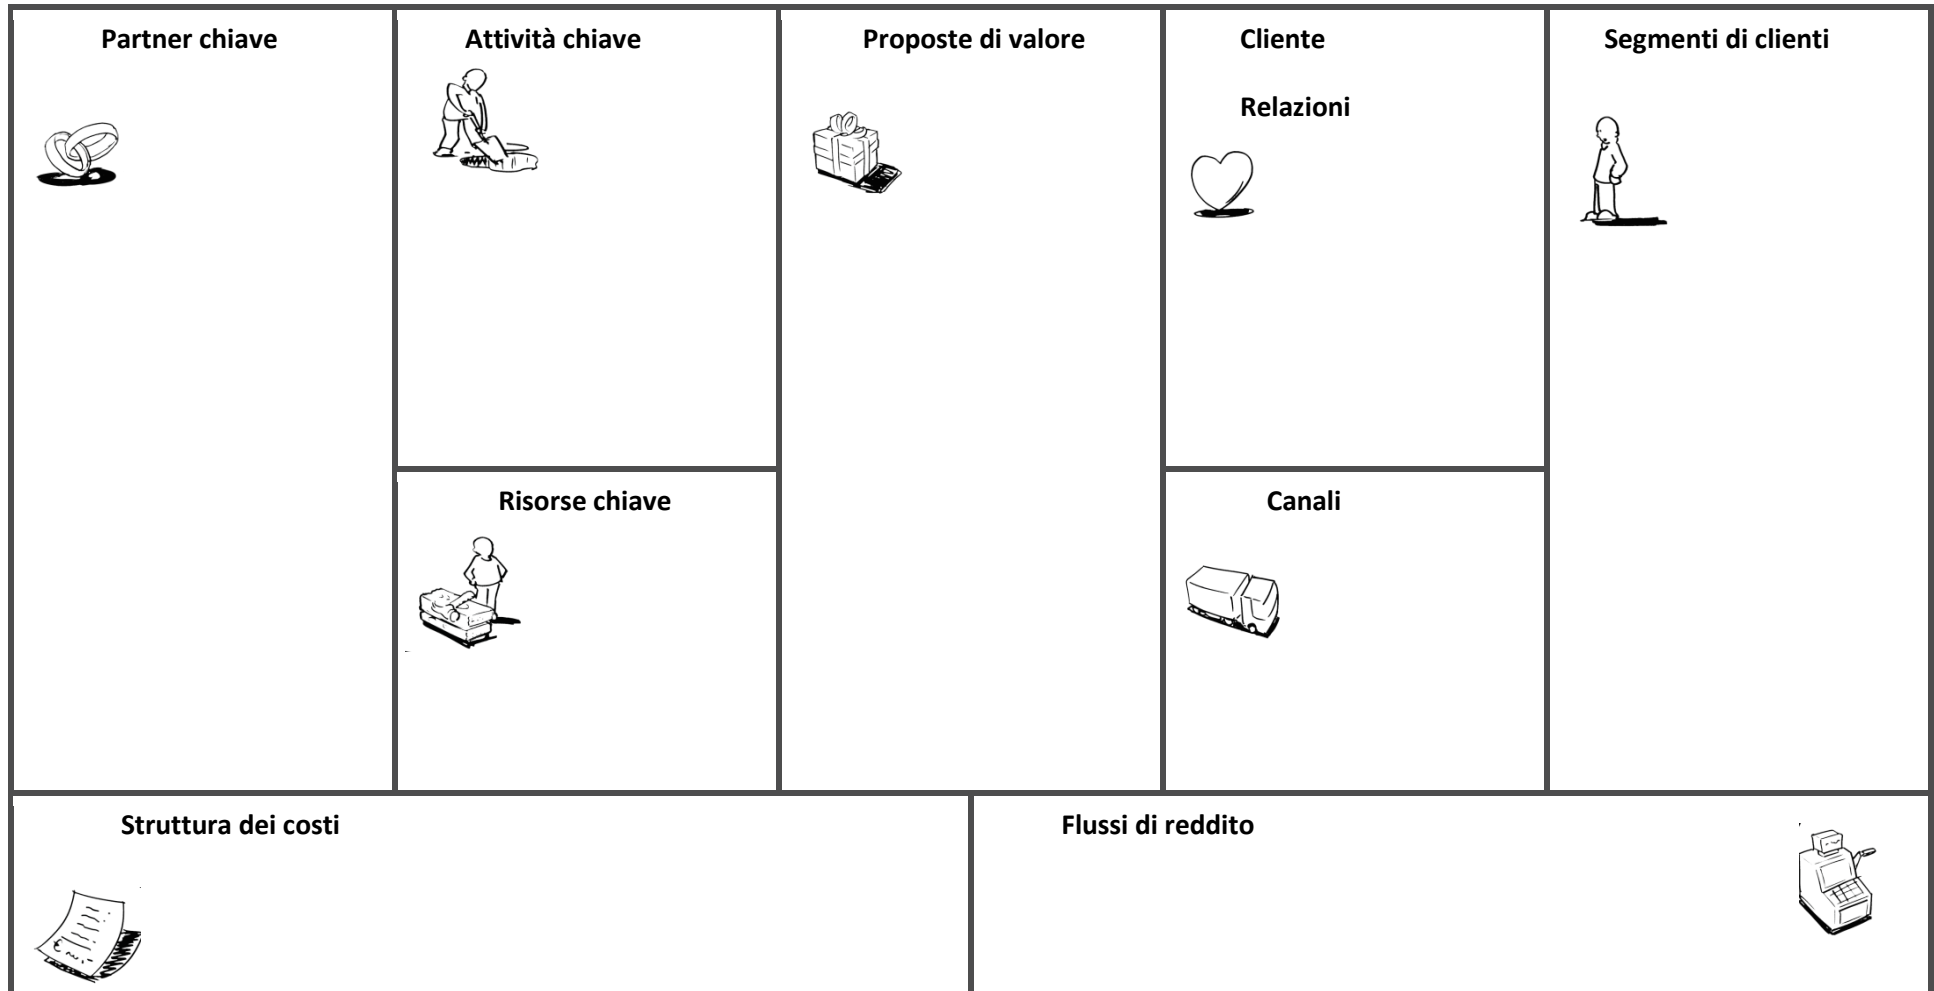 Partner chiave
Attività chiave
Proposte di valore
Cliente
Relazioni
Segmenti di clienti
Risorse chiave
Canali
Struttura dei costi
Flussi di reddito